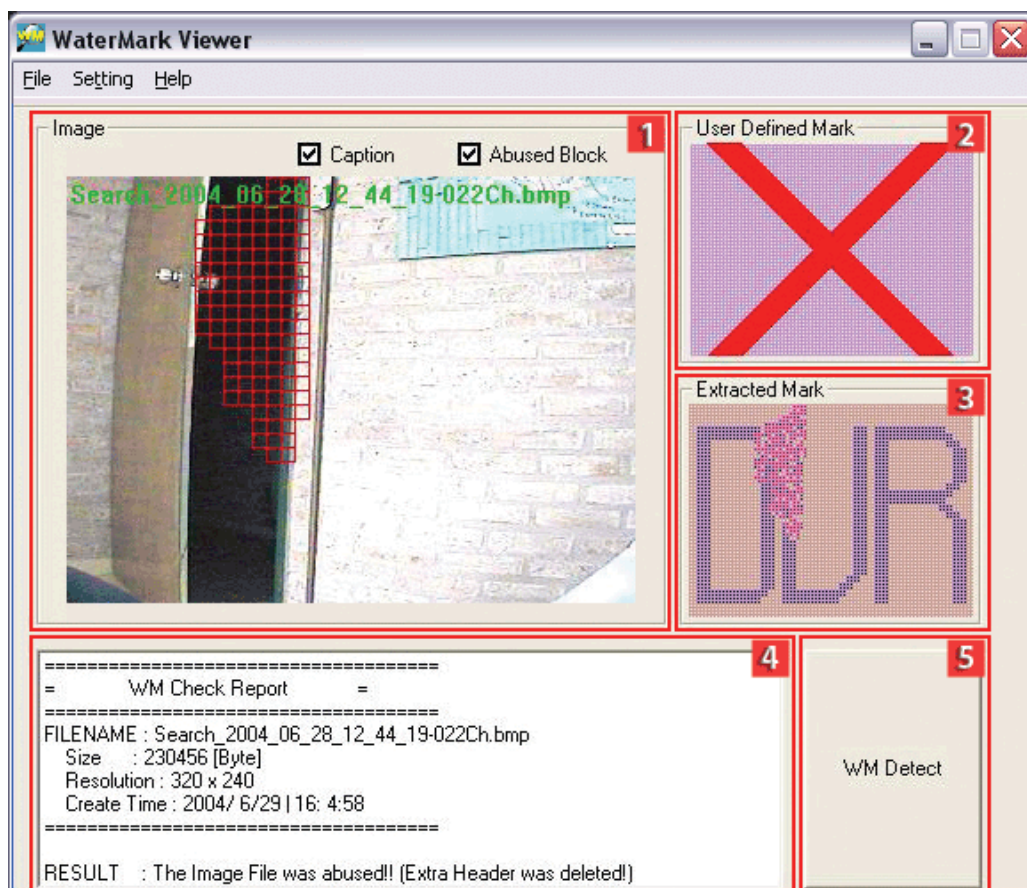 WaterMark Viewer
File Setting Help
Image
Caption
Abused Block
1
Search_2004_06_28_12_44_19-022Ch.bmp
User Defined Mark
2
Extracted Mark
3
DVR
4
=====================================
= WM Check Report =
=====================================
FILENAME : Search_2004_06_28_12_44_19-022Ch.bmp
Size : 230456 [Byte]
Resolution : 320 x 240
Create Time : 2004/ 6/29 | 16: 4:58
=====================================
RESULT : The Image File was abused!! (Extra Header was deleted!)
5
WM Detect